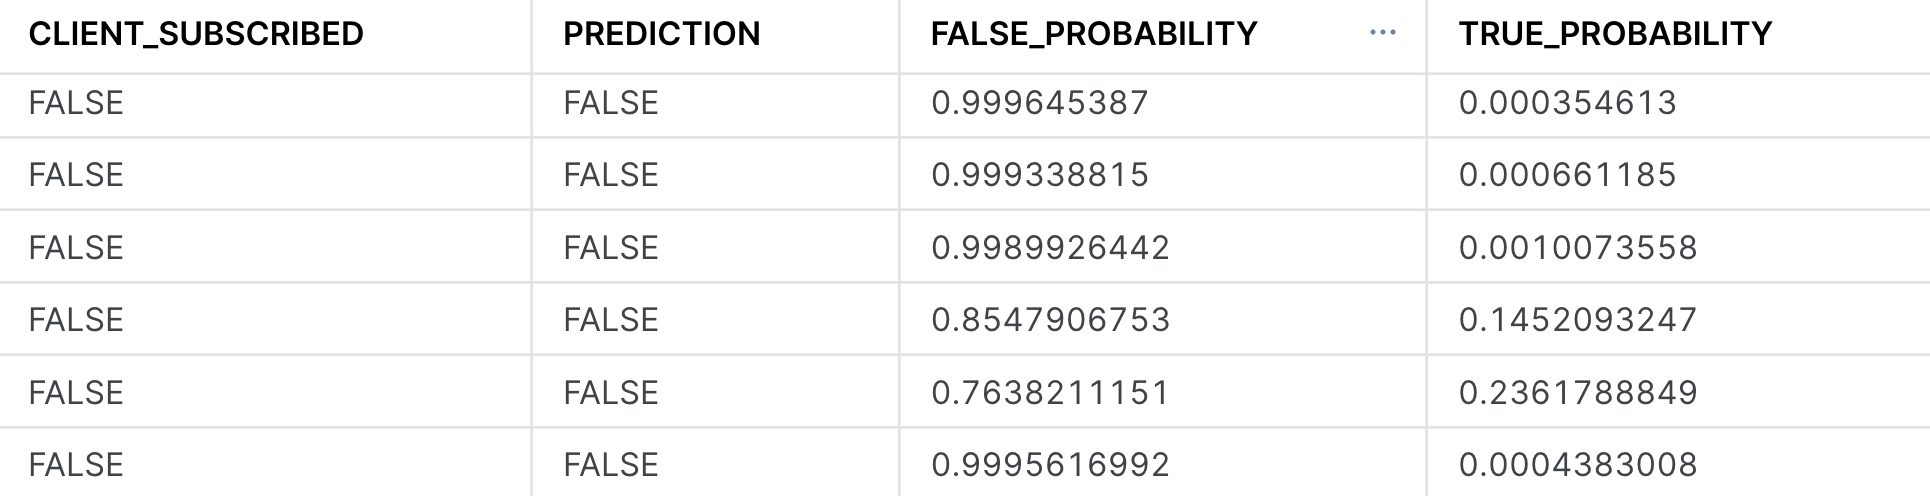 CLIENT_SUBSCRIBED PREDICTION FALSE_PROBABILITY ... TRUE_PROBABILITY
FALSE FALSE 0.999645387 0.000354613
FALSE FALSE 0.999338815 0.000661185
FALSE FALSE 0.9989926442 0.0010073558
FALSE FALSE 0.8547906753 0.1452093247
FALSE FALSE 0.7638211151 0.2361788849
FALSE FALSE 0.9995616992 0.0004383008